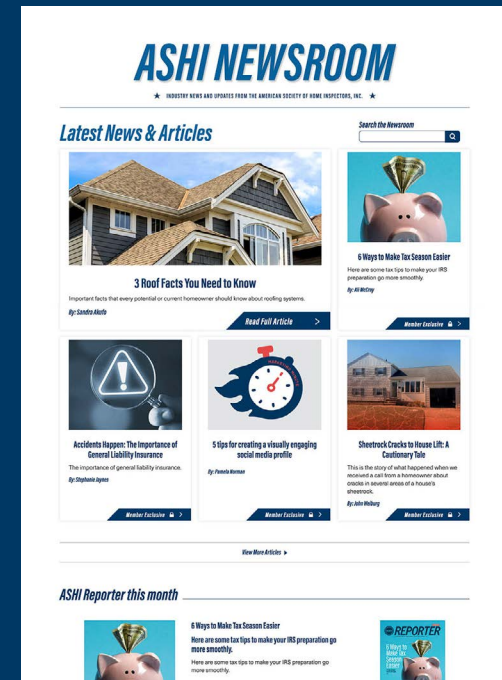 ASHI NEWSROOM
★ INDUSTRY NEWS AND UPDATES FROM THE AMERICAN SOCIETY OF HOME INSPECTORS, INC. ★
Latest News & Articles
Search the Newsroom
3 Roof Facts You Need to Know
Important facts that every potential or current homeowner should know about roofing systems.
By: Sandra Akufo
Read Full Article >
6 Ways to Make Tax Season Easier
Here are some tax tips to make your IRS
preparation go more smoothly.
By: Ali McCroy
Member Exclusive >
Accidents Happen: The Importance of
General Liability Insurance
The importance of general liability insurance.
By: Stephanie Jaynes
Member Exclusive >
5 tips for creating a visually engaging
social media profile
By: Pamela Norman
Member Exclusive >
Sheetrock Cracks to House Lift: A
Cautionary Tale
This is the story of what happened when we
received a call from a homeowner about
cracks in several areas of a house's
sheetrock.
By: John Welburg
Member Exclusive >
View More Articles
ASHI Reporter this month
6 Ways to Make Tax Season Easier
Here are some tax tips to make your IRS preparation go
more smoothly.
Here are some tax tips to make your IRS preparation go
more smoothly.
REPORTER
6 Ways to
Make Tax
Season
Easier